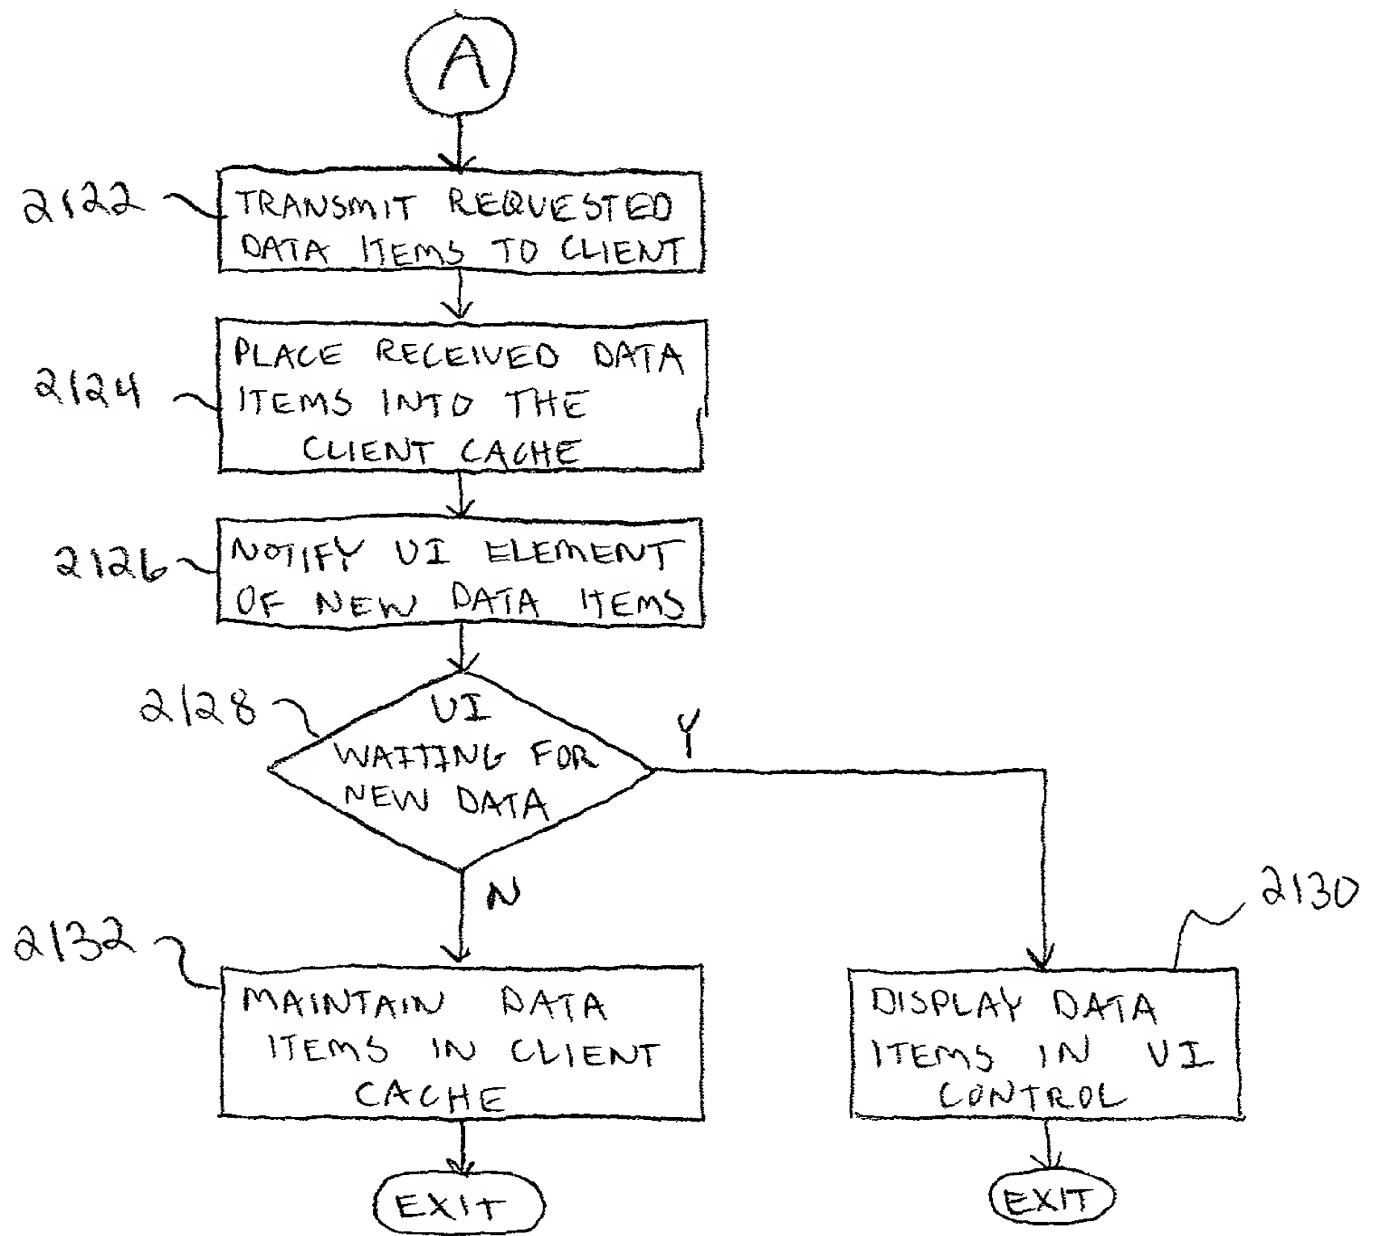 A
2122
TRANSMIT REQUESTED
DATA ITEMS TO CLIENT
2124
PLACE RECEIVED DATA
ITEMS INTO THE
CLIENT CACHE
2126
NOTIFY UI ELEMENT
OF NEW DATA ITEMS
2128
UI
WAITING FOR
NEW DATA
Y
N
2130
2132
MAINTAIN DATA
ITEMS IN CLIENT
CACHE
DISPLAY DATA
ITEMS IN UI
CONTROL
EXIT
EXIT